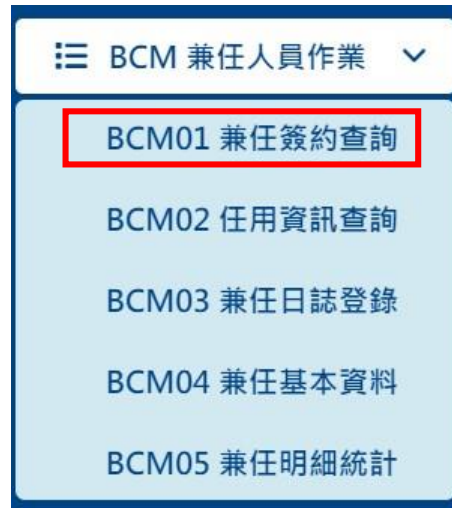 BCM 兼任人員作業
BCM01 兼任簽約查詢
BCM02 任用資訊查詢
BCM03 兼任日誌登錄
BCM04 兼任基本資料
BCM05 兼任明細統計